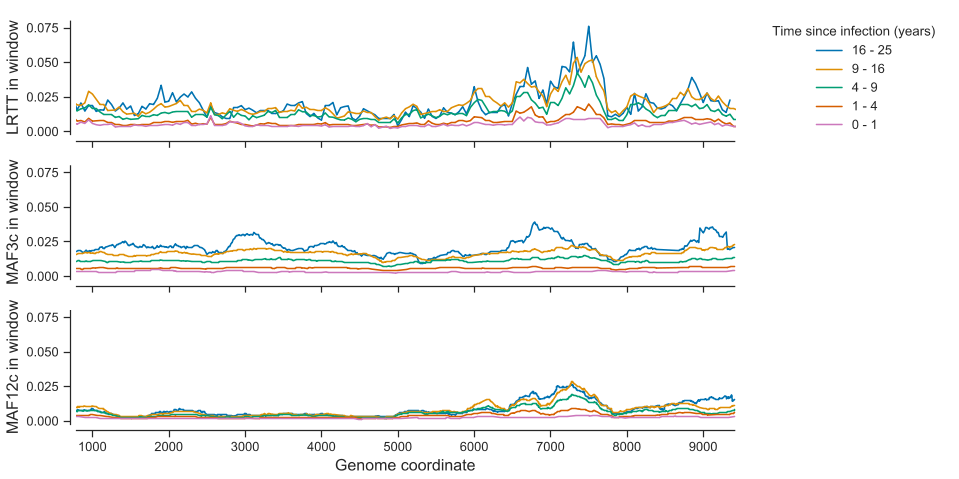 LRTT in window
0.075
0.050
0.025
0.000
Time since infection (years)
16 - 25
9 - 16
4 - 9
1 - 4
0 - 1
MAF3c in window
0.075
0.050
0.025
0.000
MAF12c in window
0.075
0.050
0.025
0.000
1000 2000 3000 4000 5000 6000 7000 8000 9000
Genome coordinate